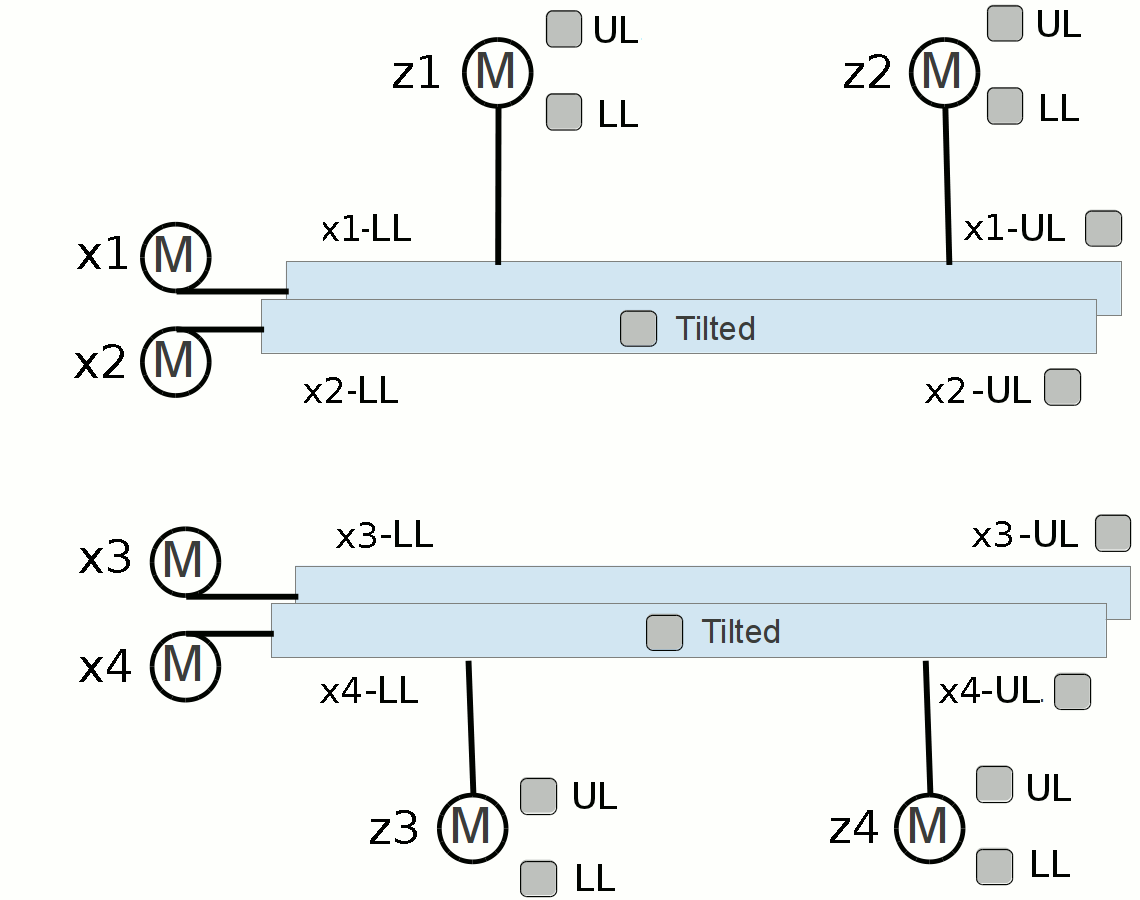 UL
UL
z1 M
z2 M
LL
LL
x1 M
x1-LL
x1-UL
Tilted
x2 M
x2-LL
x2-UL
x3 M
x3-LL
x3-UL
Tilted
x4 M
x4-LL
x4-UL.
UL
UL
z3 M
z4 M
LL
LL